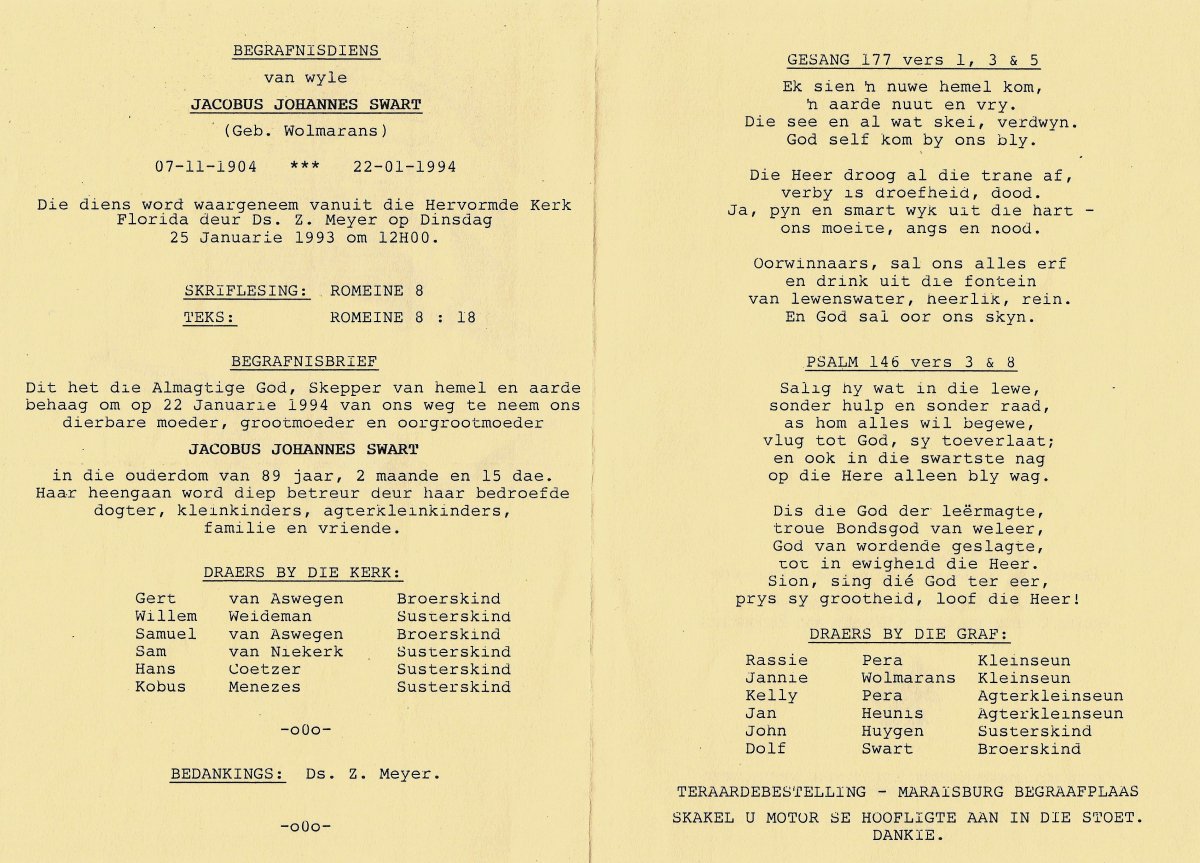 BEGRAFNISDIENS
van wyle
JACOBUS JOHANNES SWART
(Geb. Wolmarans)
07-11-1904 *** 22-01-1994
Die diens word waargeneem vanuit die Hervormde Kerk
Florida deur Ds. Z. Meyer op Dinsdag
25 Januarie 1993 om 12H00.
SKRIFLESING: ROMEINE 8
TEKS: ROMEINE 8 : 18
BEGRAFNISBRIEF
Dit het die Almagtige God, Skepper van hemel en aarde
behaag om op 22 Januarie 1994 van ons weg te neem ons
dierbare moeder, grootmoeder en oorgrootmoeder
JACOBUS JOHANNES SWART
in die ouderdom van 89 jaar, 2 maande en 15 dae.
Haar heengaan word diep betreur deur haar bedroefde
dogter, kleinkinders, agterkleinkinders,
familie en vriende.
DRAERS BY DIE KERK:
Gert van Aswegen Broerskind
Willem Weideman Susterskind
Samuel van Aswegen Broerskind
Sam van Niekerk Susterskind
Hans Coetzer Susterskind
Kobus Menezes Susterskind
-oOo-
BEDANKINGS: Ds. Z. Meyer.
-oOo-
GESANG 177 vers 1, 3 & 5
Ek sien 'n nuwe hemel kom,
'n aarde nuut en vry.
Die see en al wat skei, verdwyn.
God self kom by ons bly.
Die Heer droog al die trane af,
verby is droefheid, dood.
Ja, pyn en smart wyk uit die hart -
ons moeite, angs en nood.
Oorwinnaars, sal ons alles erf
en drink uit die fontein
van lewenswater, heerlik, rein.
En God sal oor ons skyn.
PSALM 146 vers 3 & 8
Salig hy wat in die lewe,
sonder hulp en sonder raad,
as hom alles wil begewe,
vlug tot God, sy toeverlaat;
en ook in die swartste nag
op die Here alleen bly wag.
Dis die God der leërmagte,
troue Bondsgod van weleer,
God van wordende geslagte,
tot in ewigheid die Heer.
Sion, sing dié God ter eer,
prys sy grootheid, loof die Heer!
DRAERS BY DIE GRAF:
Rassie Pera Kleinseun
Jannie Wolmarans Kleinseun
Kelly Pera Agterkleinseun
Jan Heunis Agterkleinseun
John Huygen Susterskind
Dolf Swart Broerskind
TERAARDEBESTELLING - MARAISBURG BEGRAAFPLAAS
SKAKEL U MOTOR SE HOOFLIGTE AAN IN DIE STOET.
DANKIE.